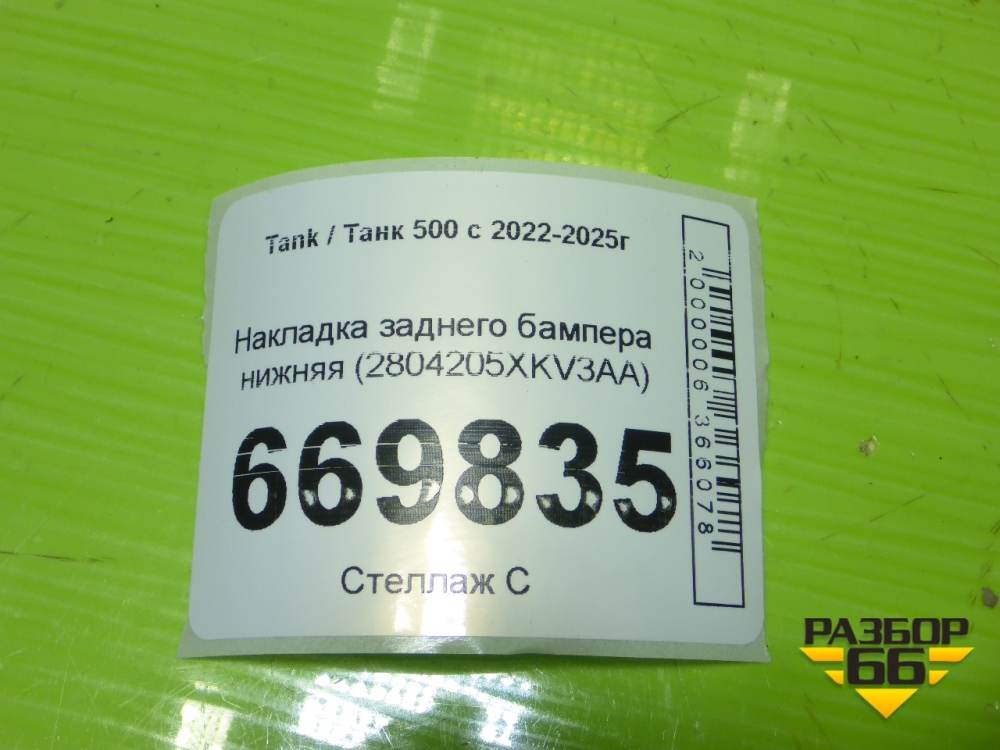 Tank / Танк 500 с 2022-2025г
Накладка заднего бампера
нижняя (2804205XKV3AA)
669835
Стеллаж С
2000006366078
РАЗБОР
66